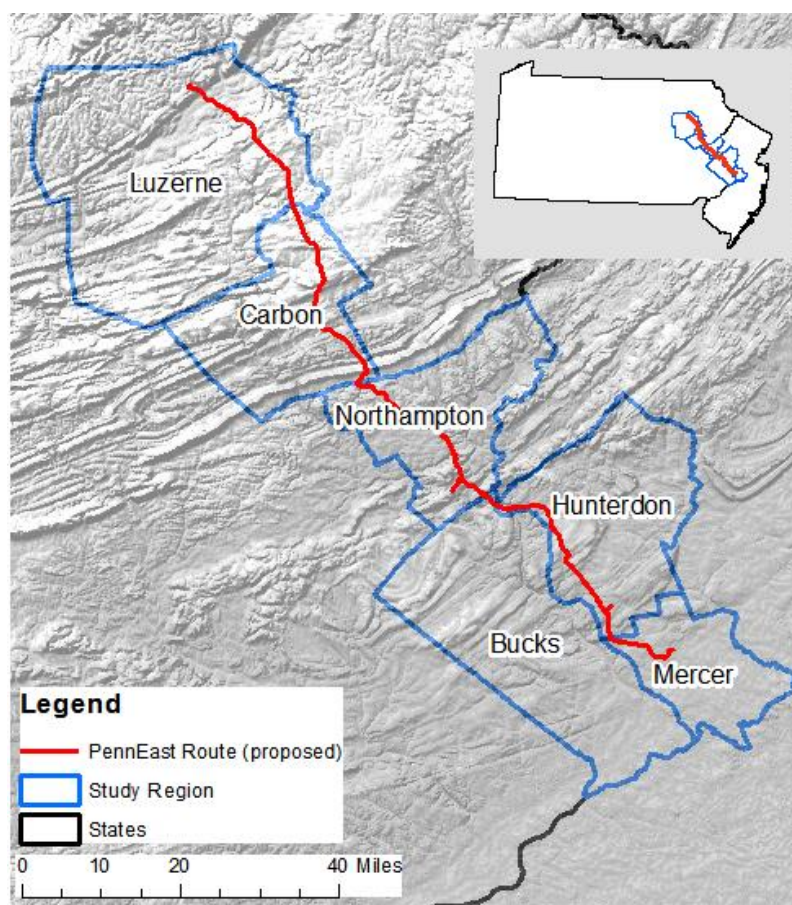 Luzerne
Carbon
Northampton
Hunterdon
Bucks
Mercer
Legend
PennEast Route (proposed)
Study Region
States
0 10 20 40 Miles